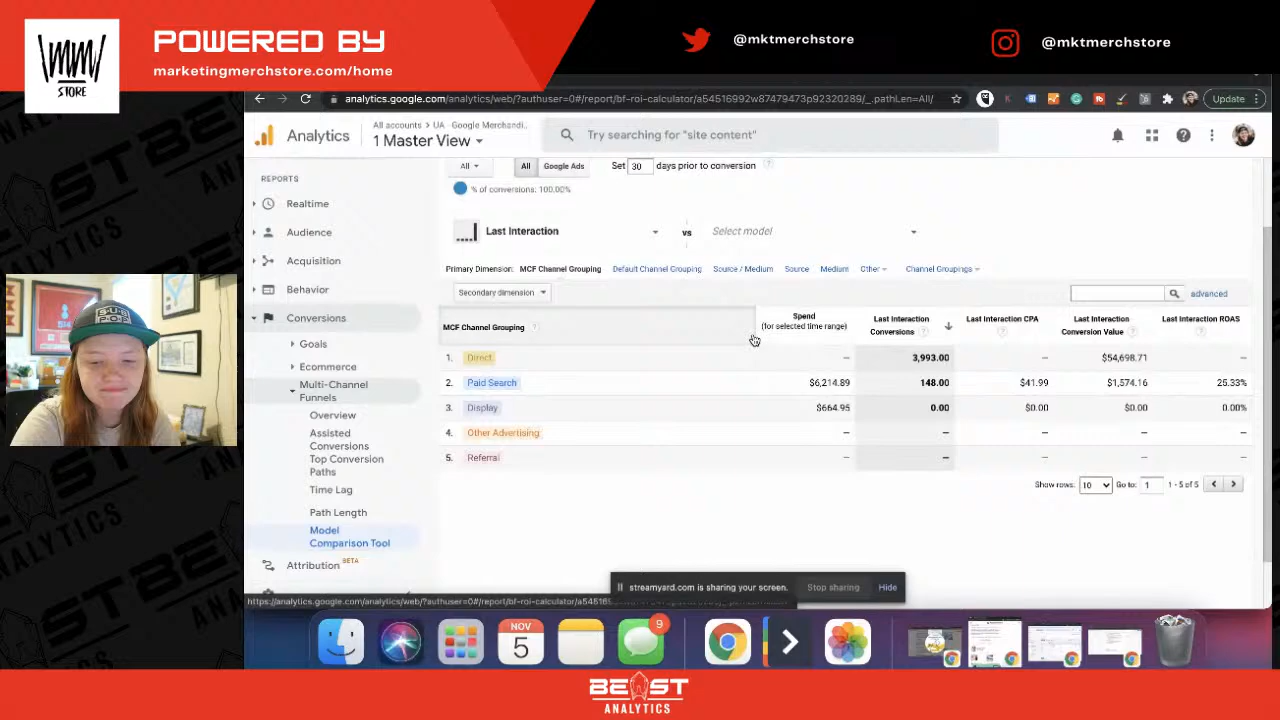 MM
STORE
POWERED BY
marketingmerchstore.com/home
@mktmerchstore
@mktmerchstore
analytics.google.com/analytics/web/?authuser=0#/report/bf-roi-calculator/a54516992w87479473p92320289/_.pathLen=All/
Update
Analytics
All accounts > UA - Google Merchandi..
1 Master View
Try searching for "site content"
REPORTS
Realtime
Audience
Acquisition
Behavior
Conversions
Goals
Ecommerce
Multi-Channel
Funnels
Overview
Assisted
Conversions
Top Conversion
Paths
Time Lag
Path Length
Model
Comparison Tool
Attribution BETA
All
All
Google Ads
Set 30 days prior to conversion
% of conversions: 100.00%
Last Interaction
vs
Select model
Primary Dimension: MCF Channel Grouping Default Channel Grouping Source / Medium Source Medium Other Channel Groupings
Secondary dimension
advanced
MCF Channel Grouping
Spend
(for selected time range)
Last Interaction
Conversions
Last Interaction CPA
Last Interaction
Conversion Value
Last Interaction ROAS
1. Direct — 3,993.00 — $54,698.71 —
2. Paid Search $6,214.89 148.00 $41.99 $1,574.16 25.33%
3. Display $664.95 0.00 $0.00 $0.00 0.00%
4. Other Advertising — — — — —
5. Referral — — — — —
Show rows: 10 Go to: 1 1 - 5 of 5
streamyard.com is sharing your screen.
Stop sharing
Hide
NOV
5
9
BEAST
ANALYTICS